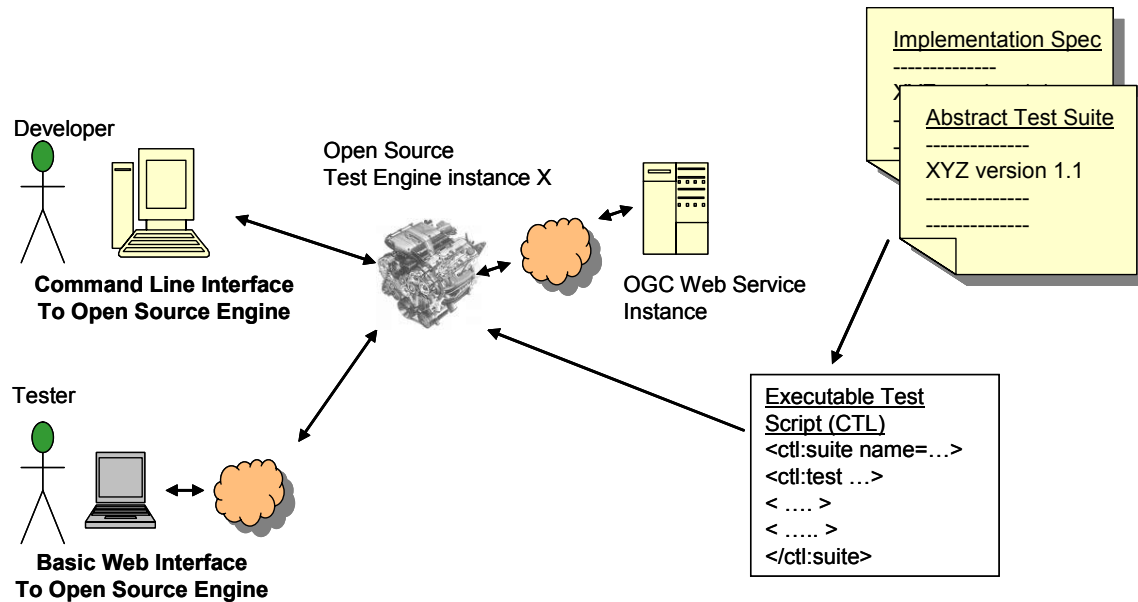 Implementation Spec
--------------
Abstract Test Suite
--------------
XYZ version 1.1
--------------
--------------
Developer
Open Source
Test Engine instance X
Command Line Interface
To Open Source Engine
OGC Web Service
Instance
Tester
Basic Web Interface
To Open Source Engine
Executable Test
Script (CTL)
<ctl:suite name=…>
<ctl:test …>
< …. >
< ….. >
</ctl:suite>